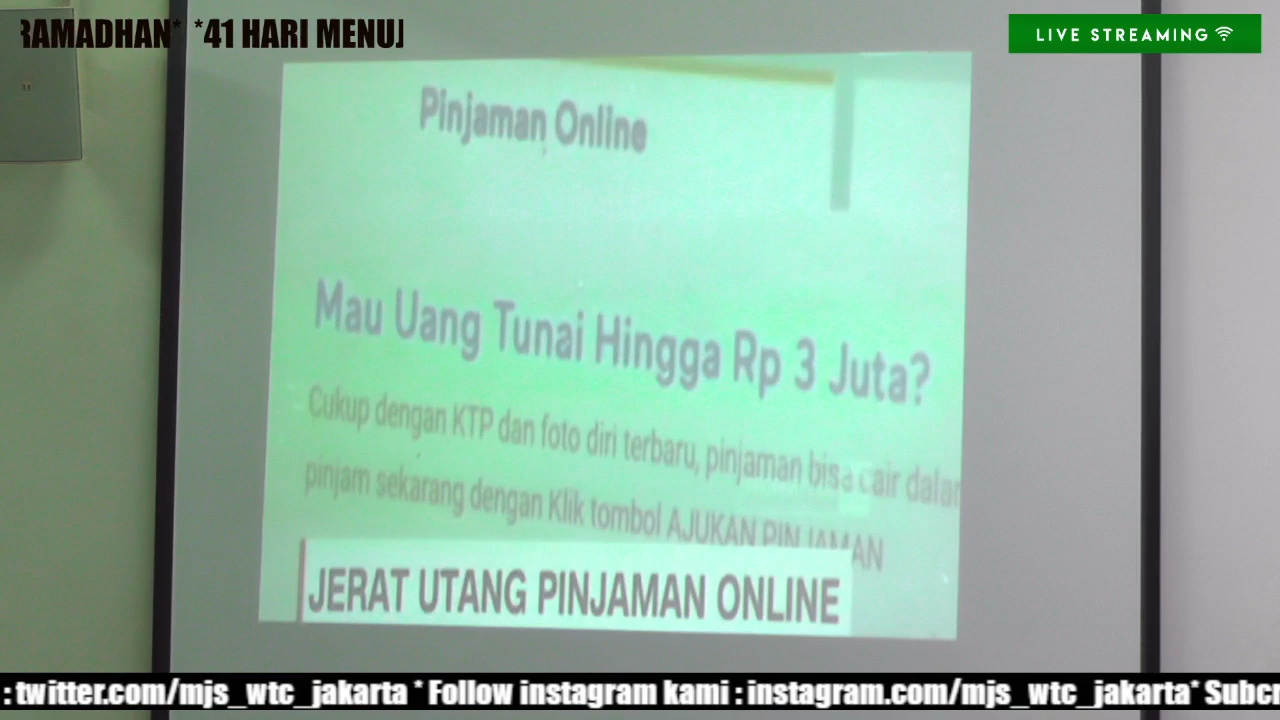 RAMADHAN* *41 HARI MENUJ
LIVE STREAMING
Pinjaman Online
Mau Uang Tunai Hingga Rp 3 Juta?
Cukup dengan KTP dan foto diri terbaru, pinjaman bisa cair dalam
pinjam sekarang dengan Klik tombol AJUKAN PINJAMAN
JERAT UTANG PINJAMAN ONLINE
: twitter.com/mjs_wtc_jakarta * Follow instagram kami : instagram.com/mjs_wtc_jakarta* Subcr